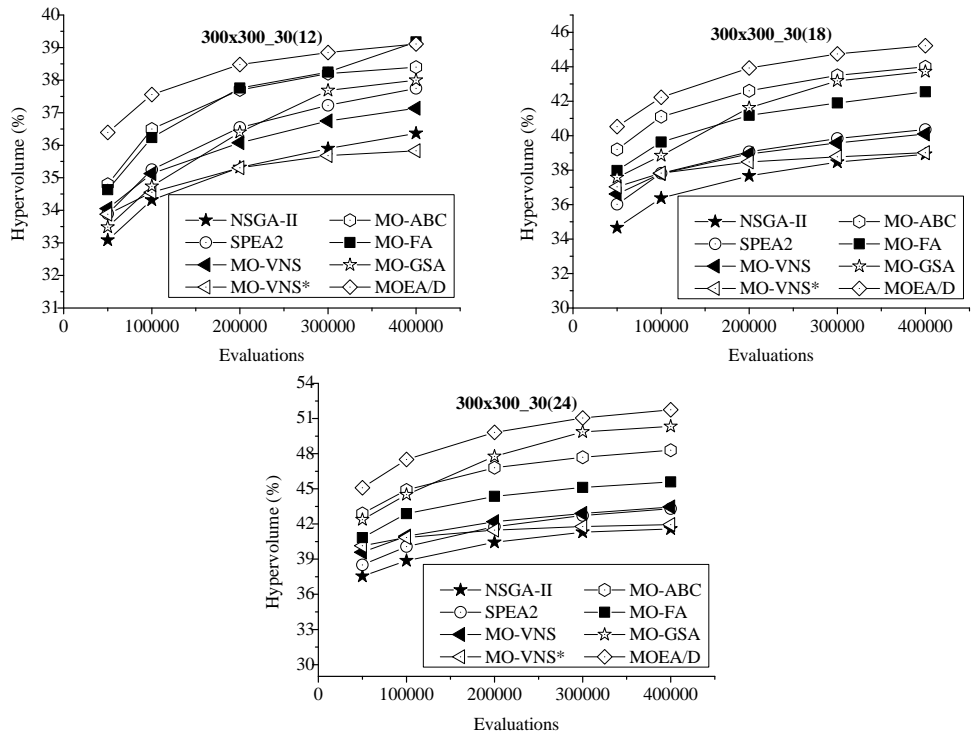 300x300_30(12)
Hypervolume (%)
40
39
38
37
36
35
34
33
32
31
NSGA-II MO-ABC
SPEA2 MO-FA
MO-VNS MO-GSA
MO-VNS* MOEA/D
0 100000 200000 300000 400000
Evaluations
300x300_30(18)
Hypervolume (%)
46
44
42
40
38
36
34
32
30
NSGA-II MO-ABC
SPEA2 MO-FA
MO-VNS MO-GSA
MO-VNS* MOEA/D
0 100000 200000 300000 400000
Evaluations
300x300_30(24)
Hypervolume (%)
54
51
48
45
42
39
36
33
30
NSGA-II MO-ABC
SPEA2 MO-FA
MO-VNS MO-GSA
MO-VNS* MOEA/D
0 100000 200000 300000 400000
Evaluations